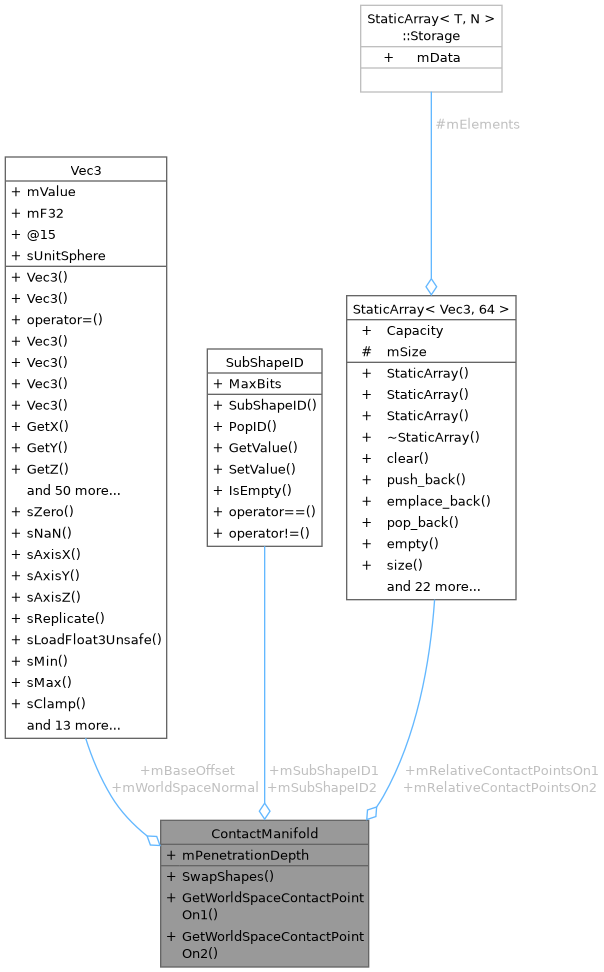 StaticArray< T, N >
::Storage
+ mData
#mElements
Vec3
+ mValue
+ mF32
+ @15
+ sUnitSphere
+ Vec3()
+ Vec3()
+ operator=()
+ Vec3()
+ Vec3()
+ Vec3()
+ Vec3()
+ GetX()
+ GetY()
+ GetZ()
and 50 more...
+ sZero()
+ sNaN()
+ sAxisX()
+ sAxisY()
+ sAxisZ()
+ sReplicate()
+ sLoadFloat3Unsafe()
+ sMin()
+ sMax()
+ sClamp()
and 13 more...
SubShapeID
+ MaxBits
+ SubShapeID()
+ PopID()
+ GetValue()
+ SetValue()
+ IsEmpty()
+ operator==()
+ operator!=()
StaticArray< Vec3, 64 >
+ Capacity
# mSize
+ StaticArray()
+ StaticArray()
+ StaticArray()
+ ~StaticArray()
+ clear()
+ push_back()
+ emplace_back()
+ pop_back()
+ empty()
+ size()
and 22 more...
+mBaseOffset
+mWorldSpaceNormal
+mSubShapeID1
+mSubShapeID2
+mRelativeContactPointsOn1
+mRelativeContactPointsOn2
ContactManifold
+ mPenetrationDepth
+ SwapShapes()
+ GetWorldSpaceContactPoint
On1()
+ GetWorldSpaceContactPoint
On2()